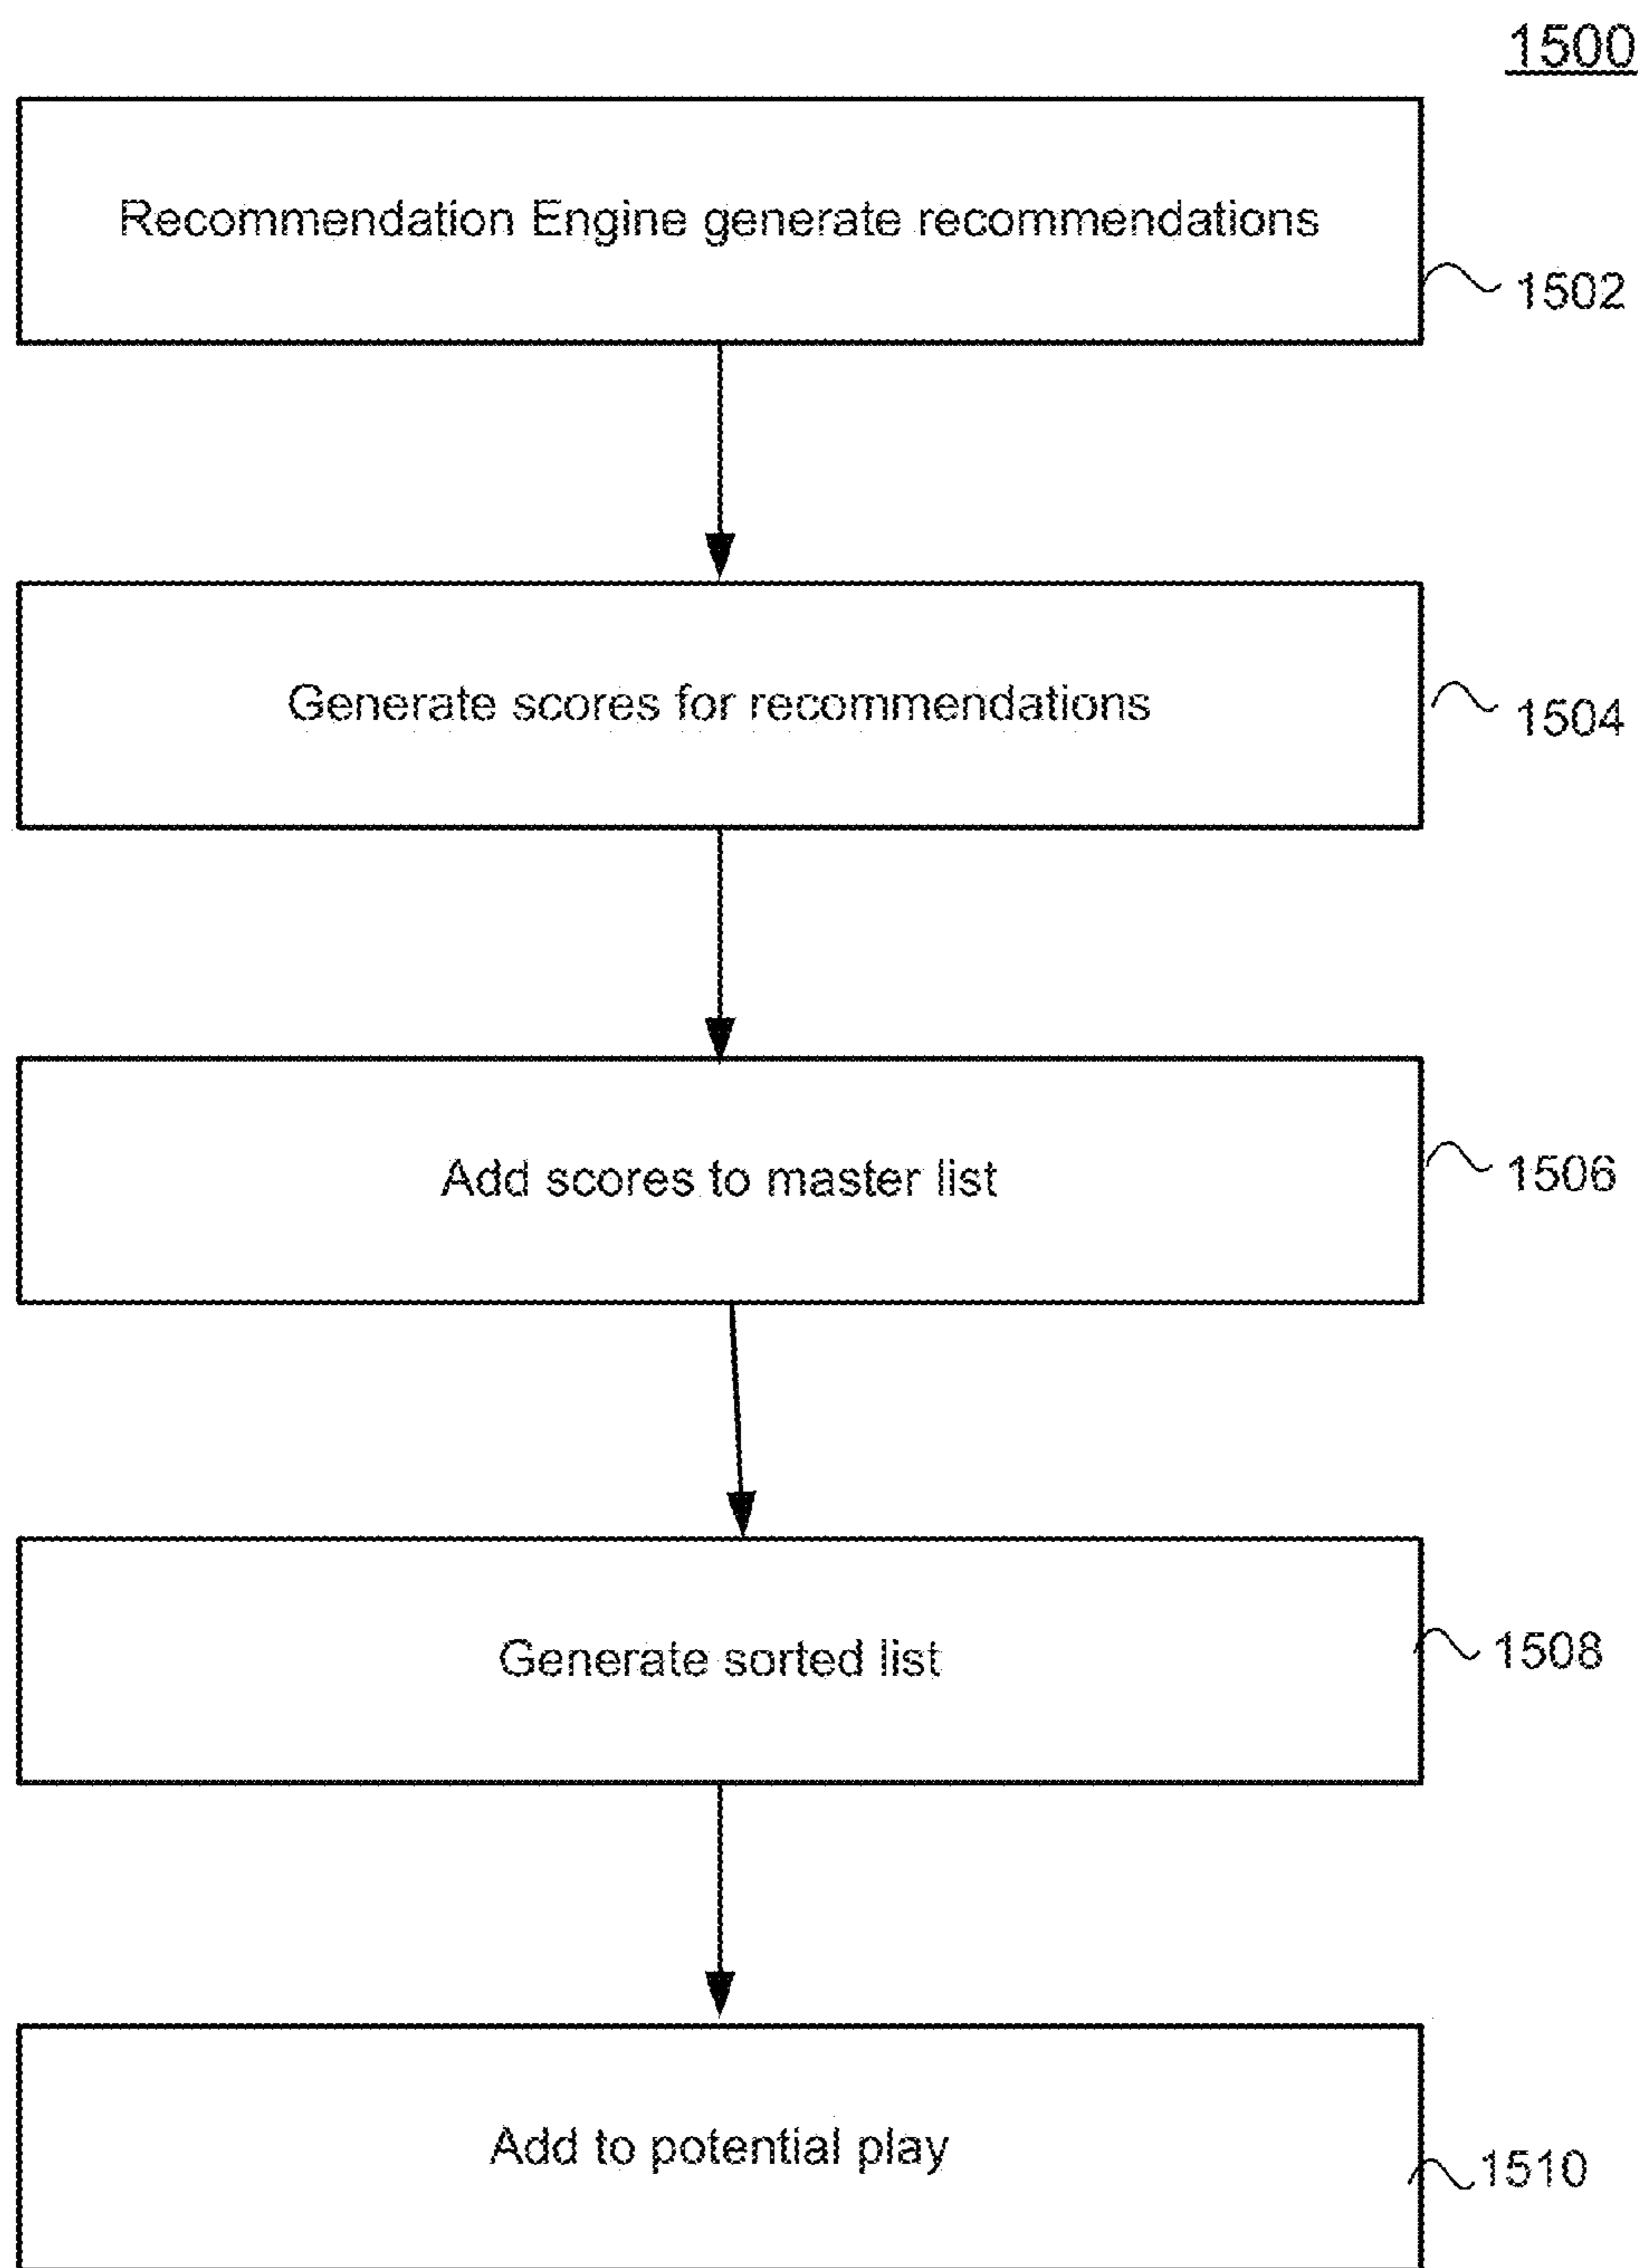 1500
Recommendation Engine generate recommendations
1502
Generate scores for recommendations
1504
Add scores to master list
1506
Generate sorted list
1508
Add to potential play
1510